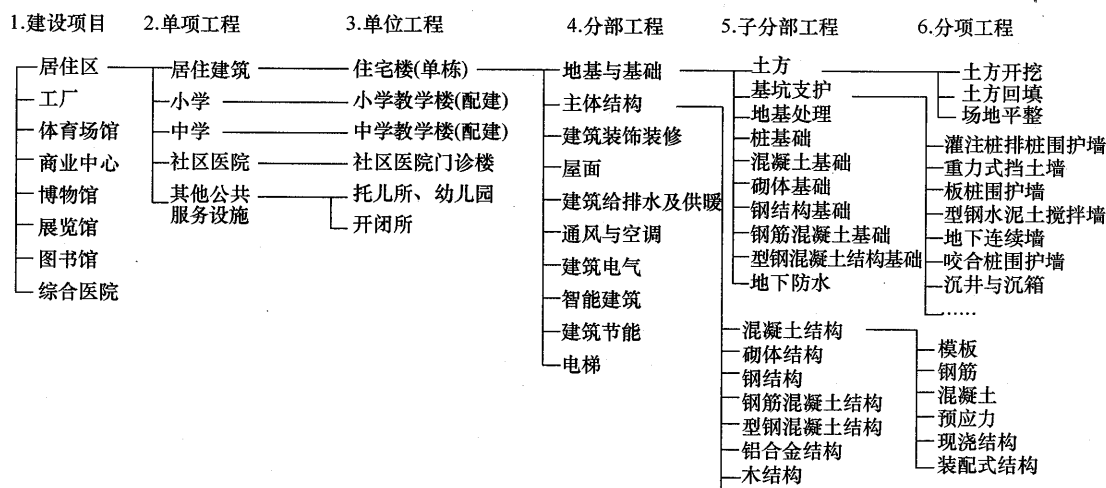 1.建设项目 2.单项工程 3.单位工程 4.分部工程 5.子分部工程 6.分项工程
居住区
工厂
体育场馆
商业中心
博物馆
展览馆
图书馆
综合医院
居住建筑
小学
中学
社区医院
其他公共
服务设施
住宅楼(单栋)
小学教学楼(配建)
中学教学楼(配建)
社区医院门诊楼
托儿所、幼儿园
开闭所
地基与基础
主体结构
建筑装饰装修
屋面
建筑给排水及供暖
通风与空调
建筑电气
智能建筑
建筑节能
电梯
土方
基坑支护
地基处理
桩基础
混凝土基础
砌体基础
钢结构基础
钢筋混凝土基础
型钢混凝土结构基础
地下防水
混凝土结构
砌体结构
钢结构
钢筋混凝土结构
型钢混凝土结构
铝合金结构
木结构
土方开挖
土方回填
场地平整
灌注桩排桩围护墙
重力式挡土墙
板桩围护墙
型钢水泥土搅拌墙
地下连续墙
咬合桩围护墙
沉井与沉箱
……
模板
钢筋
混凝土
预应力
现浇结构
装配式结构